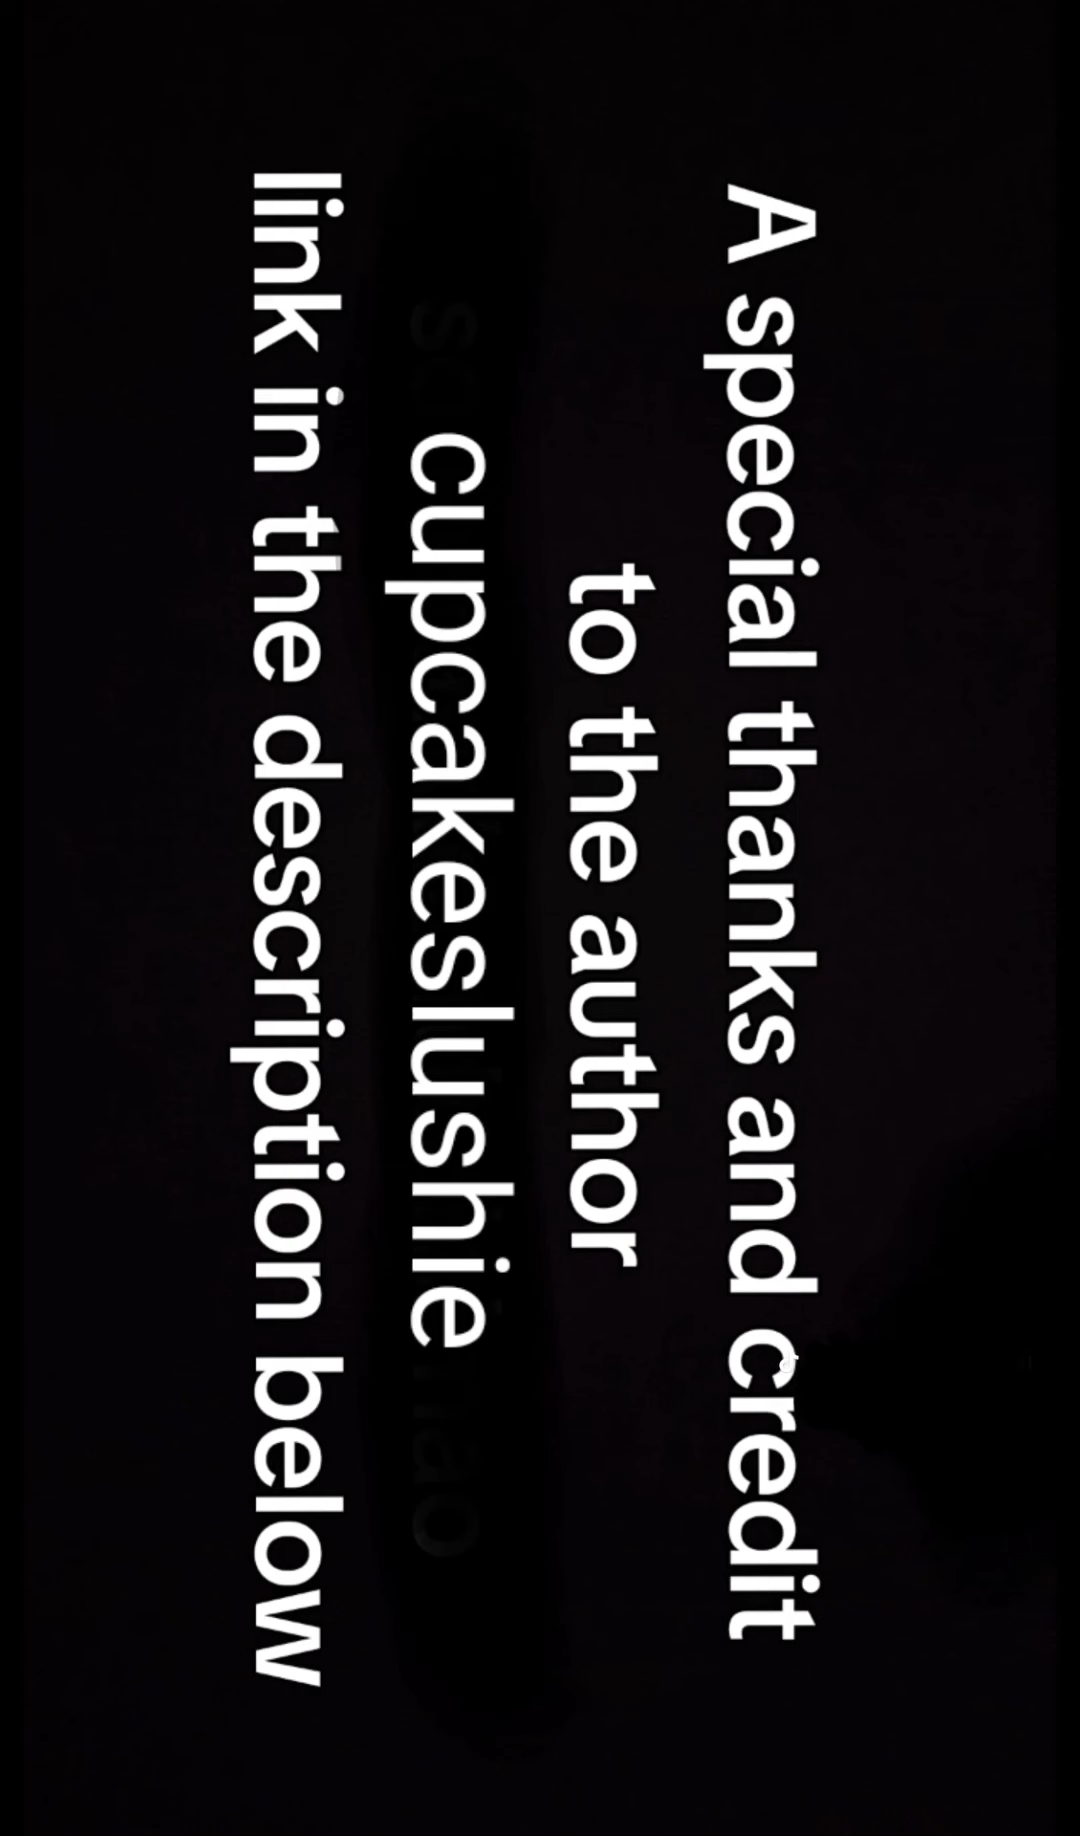 A special thanks and credit
to the author
cupcakeslushie
link in the description below